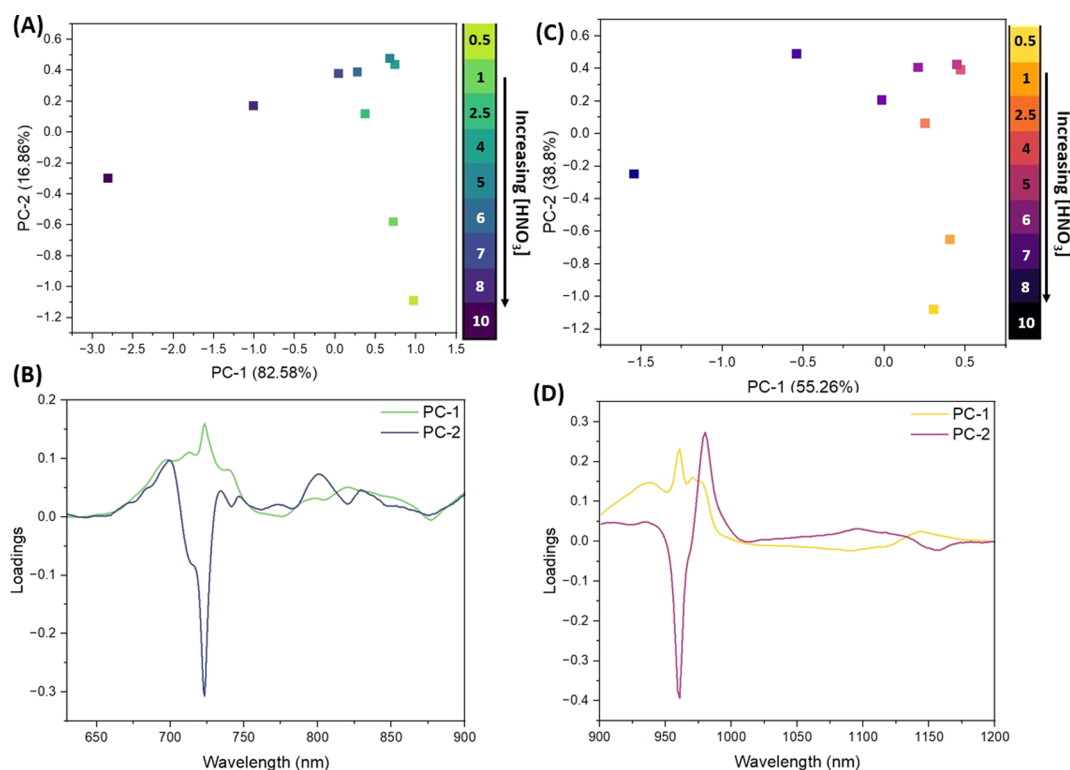 (A)
0.6
0.4
0.2
0.0
−0.2
−0.4
−0.6
−0.8
−1.0
−1.2
PC-2 (16.86%)
−3.0 −2.5 −2.0 −1.5 −1.0 −0.5 0.0 0.5 1.0 1.5
PC-1 (82.58%)
0.5
1
2.5
4
5
6
7
8
10
Increasing [HNO3]
(C)
0.6
0.4
0.2
0.0
−0.2
−0.4
−0.6
−0.8
−1.0
−1.2
PC-2 (38.8%)
−1.5 −1.0 −0.5 0.0 0.5
PC-1 (55.26%)
0.5
1
2.5
4
5
6
7
8
10
Increasing [HNO3]
(B)
0.2
0.1
0.0
−0.1
−0.2
−0.3
Loadings
PC-1
PC-2
650 700 750 800 850 900
Wavelength (nm)
(D)
0.3
0.2
0.1
0.0
−0.1
−0.2
−0.3
−0.4
Loadings
PC-1
PC-2
900 950 1000 1050 1100 1150 1200
Wavelength (nm)